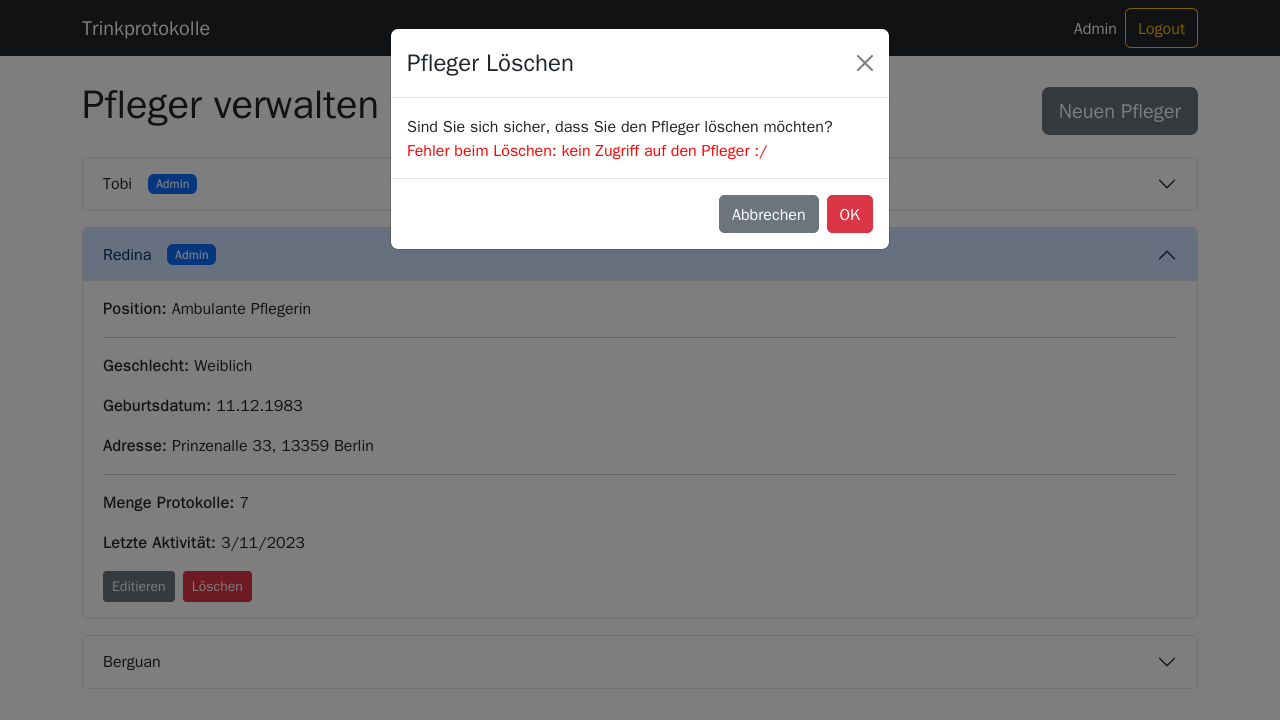 Trinkprotokolle
Admin
Logout
Pfleger Löschen
Pfleger verwalten
Neuen Pfleger
Sind Sie sich sicher, dass Sie den Pfleger löschen möchten?
Fehler beim Löschen: kein Zugriff auf den Pfleger :/
Abbrechen
OK
Tobi Admin
Redina Admin
Position: Ambulante Pflegerin
Geschlecht: Weiblich
Geburtsdatum: 11.12.1983
Adresse: Prinzenalle 33, 13359 Berlin
Menge Protokolle: 7
Letzte Aktivität: 3/11/2023
Editieren
Löschen
Berguan